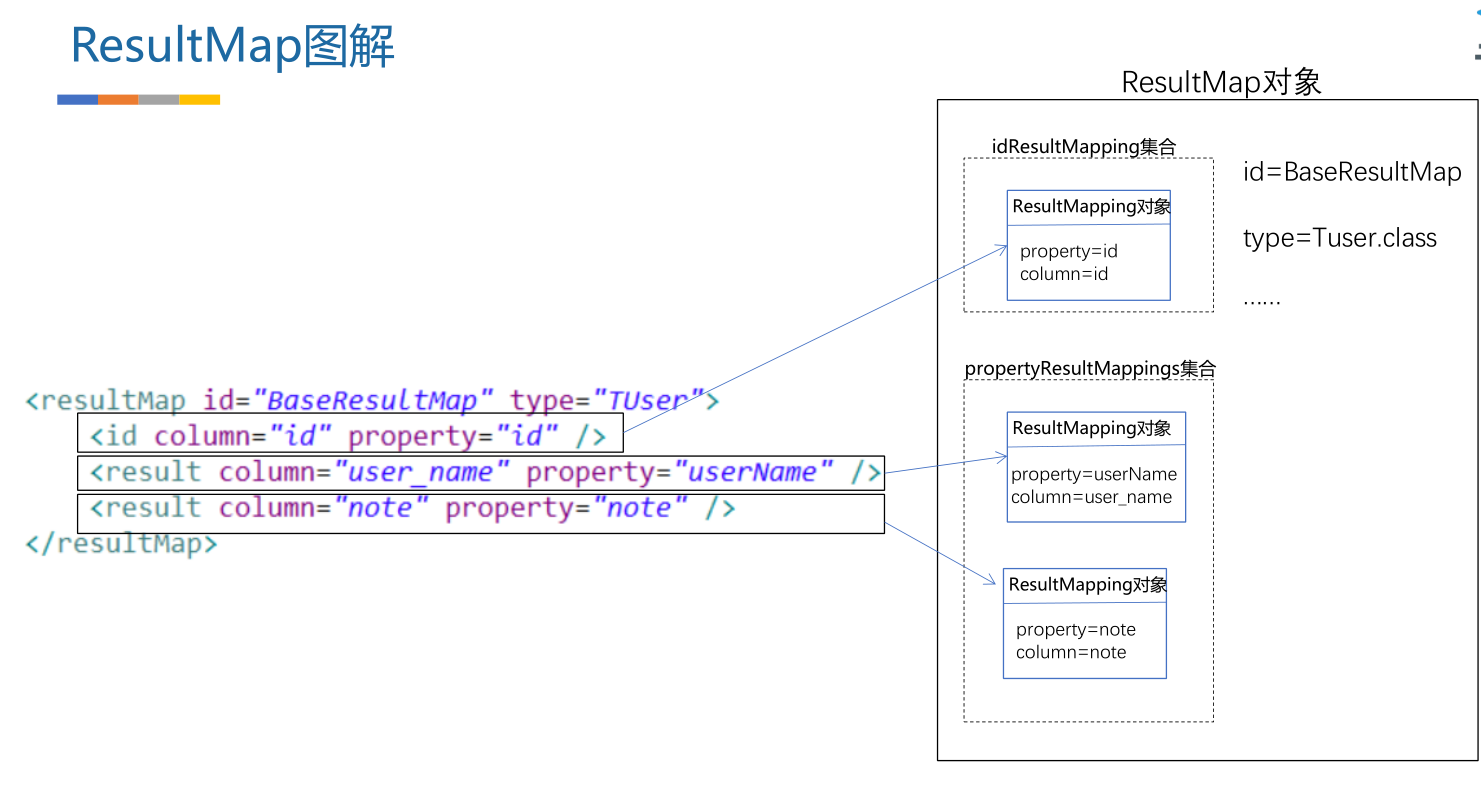 ResultMap图解
ResultMap对象
idResultMapping集合
ResultMapping对象
property=id
column=id
id=BaseResultMap
type=Tuser.class
……
propertyResultMappings集合
ResultMapping对象
property=userName
column=user_name
ResultMapping对象
property=note
column=note
<resultMap id="BaseResultMap" type="TUser">
<id column="id" property="id" />
<result column="user_name" property="userName" />
<result column="note" property="note" />
</resultMap>